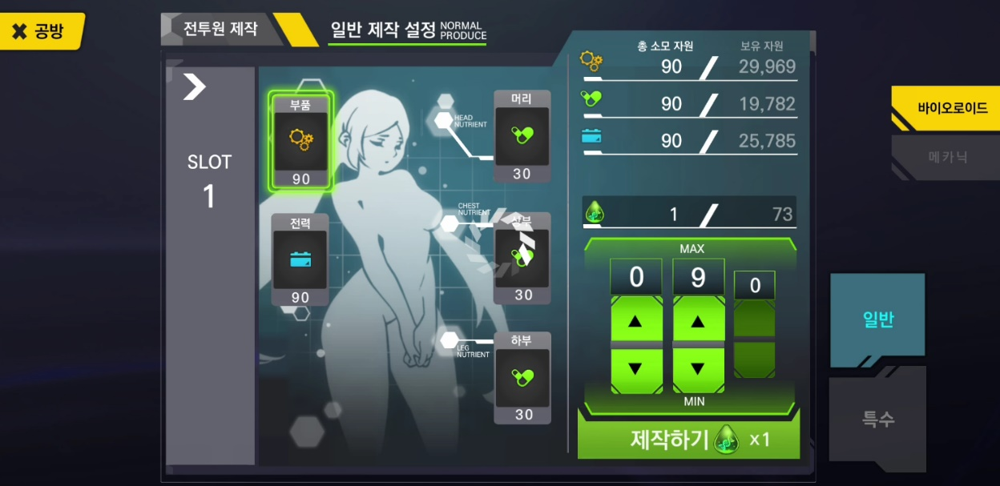 ✖ 공방
전투원 제작
일반 제작 설정 NORMAL PRODUCE
SLOT
1
부품
90
전력
90
HEAD NUTRIENT
머리
30
CHEST NUTRIENT
30
LEG NUTRIENT
하부
30
총 소모 자원
보유 자원
90 / 29,969
90 / 19,782
90 / 25,785
1 / 73
MAX
0 9 0
▲ ▲
▼ ▼
MIN
제작하기 x1
바이오로이드
메카닉
일반
특수